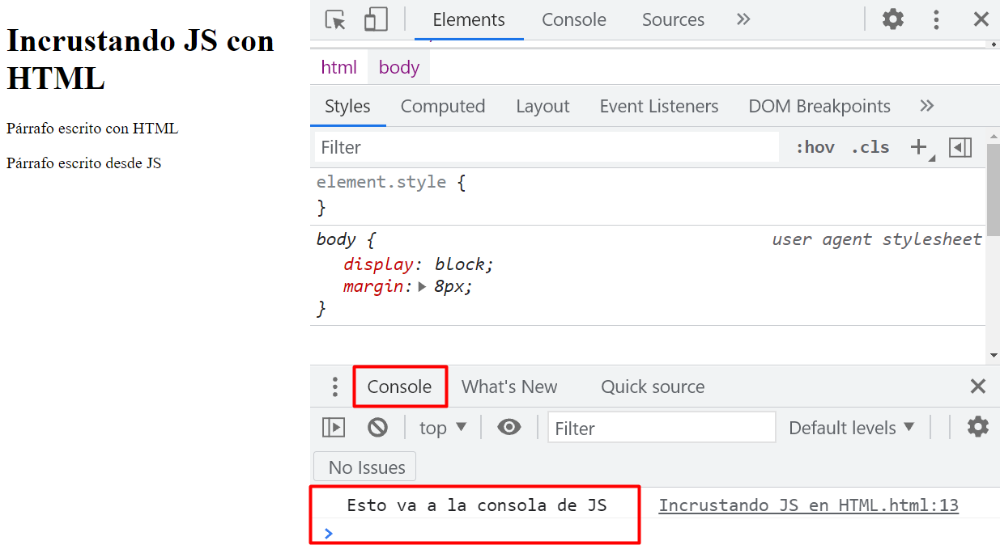 Incrustando JS con
HTML
Párrafo escrito con HTML
Párrafo escrito desde JS
Elements Console Sources »
html body
Styles Computed Layout Event Listeners DOM Breakpoints »
Filter :hov .cls +
element.style {
}
body { user agent stylesheet
display: block;
margin: 8px;
}
Console What's New Quick source
top Filter Default levels
No Issues
Esto va a la consola de JS Incrustando JS en HTML.html:13
>